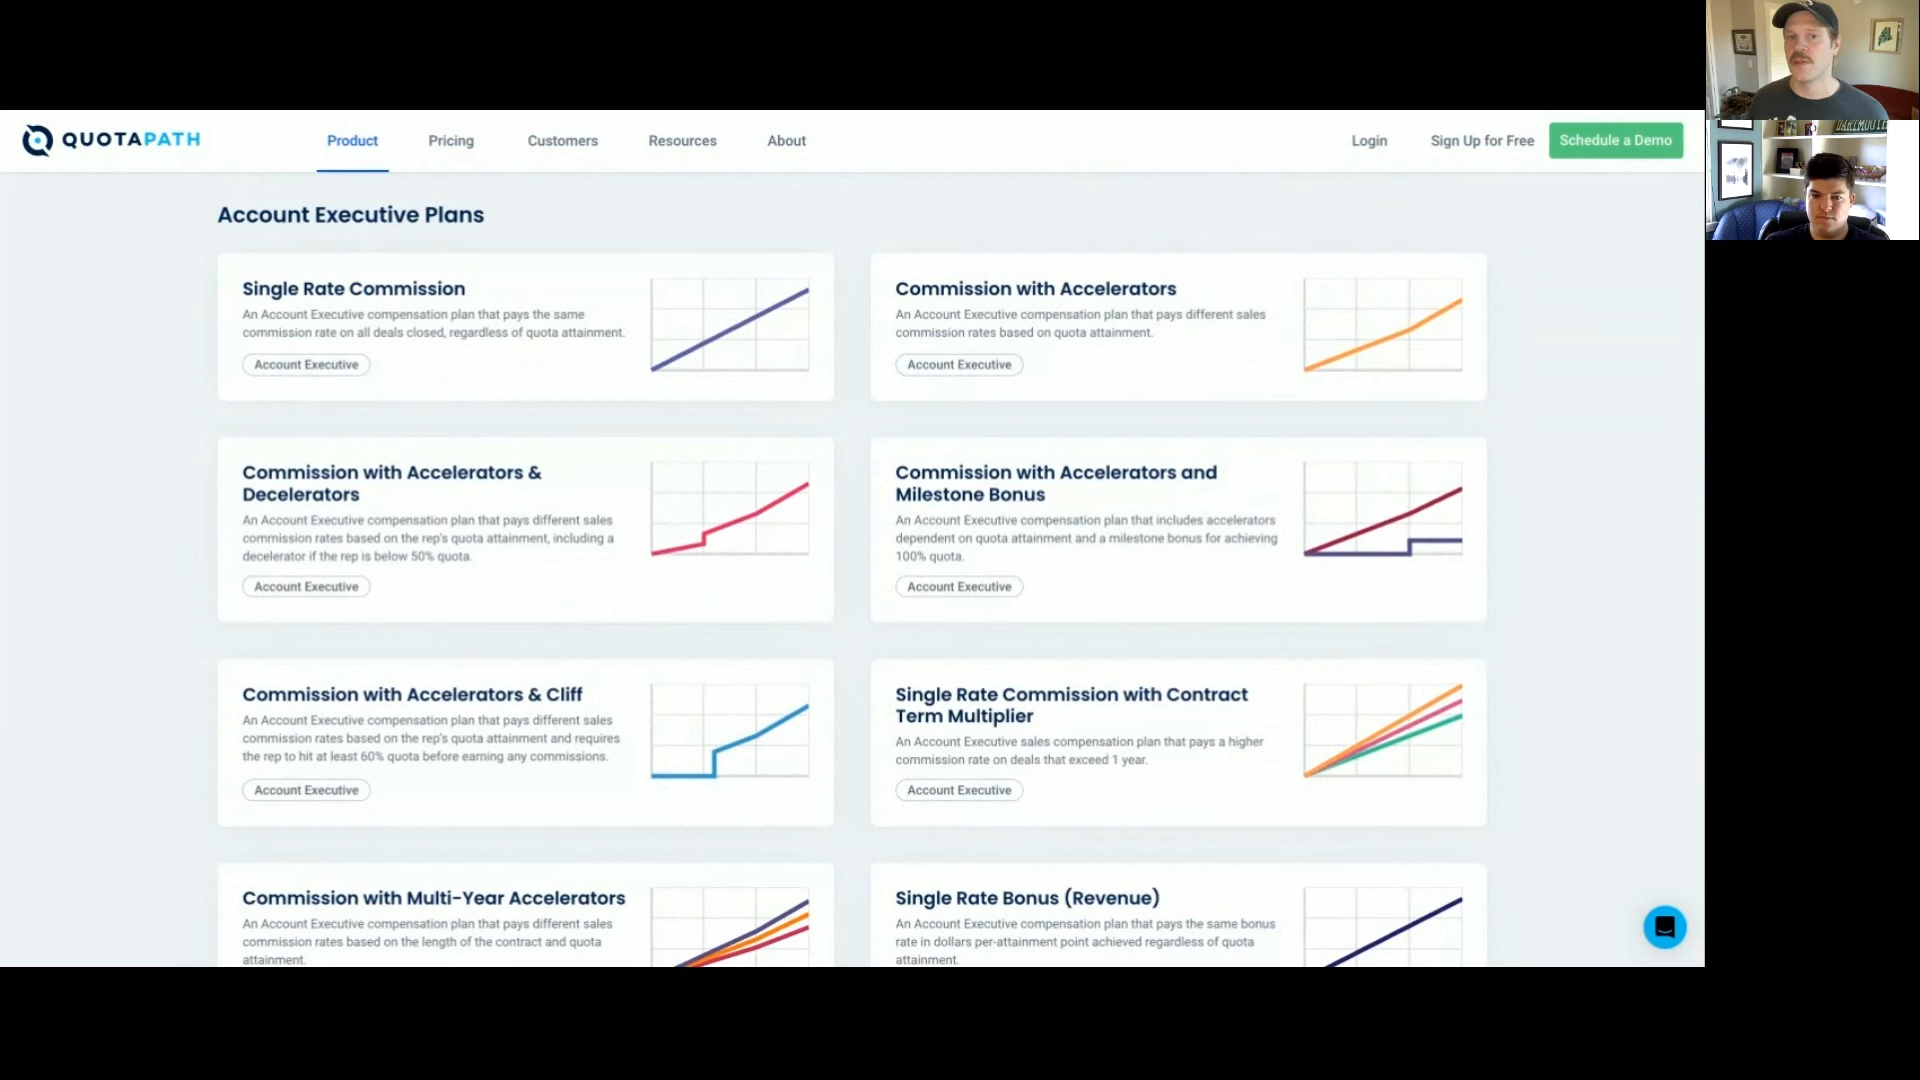 QUOTAPATH
Product
Pricing
Customers
Resources
About
Login
Sign Up for Free
Schedule a Demo
DARTMOUTH
Account Executive Plans
Single Rate Commission
An Account Executive compensation plan that pays the same
commission rate on all deals closed, regardless of quota attainment.
Account Executive
Commission with Accelerators
An Account Executive compensation plan that pays different sales
commission rates based on quota attainment.
Account Executive
Commission with Accelerators &
Decelerators
An Account Executive compensation plan that pays different sales
commission rates based on the rep's quota attainment, including a
decelerator if the rep is below 50% quota.
Account Executive
Commission with Accelerators and
Milestone Bonus
An Account Executive compensation plan that includes accelerators
dependent on quota attainment and a milestone bonus for achieving
100% quota.
Account Executive
Commission with Accelerators & Cliff
An Account Executive compensation plan that pays different sales
commission rates based on the rep's quota attainment and requires
the rep to hit at least 60% quota before earning any commissions.
Account Executive
Single Rate Commission with Contract
Term Multiplier
An Account Executive sales compensation plan that pays a higher
commission rate on deals that exceed 1 year.
Account Executive
Commission with Multi-Year Accelerators
An Account Executive compensation plan that pays different sales
commission rates based on the length of the contract and quota
attainment.
Single Rate Bonus (Revenue)
An Account Executive compensation plan that pays the same bonus
rate in dollars per-attainment point achieved regardless of quota
attainment.